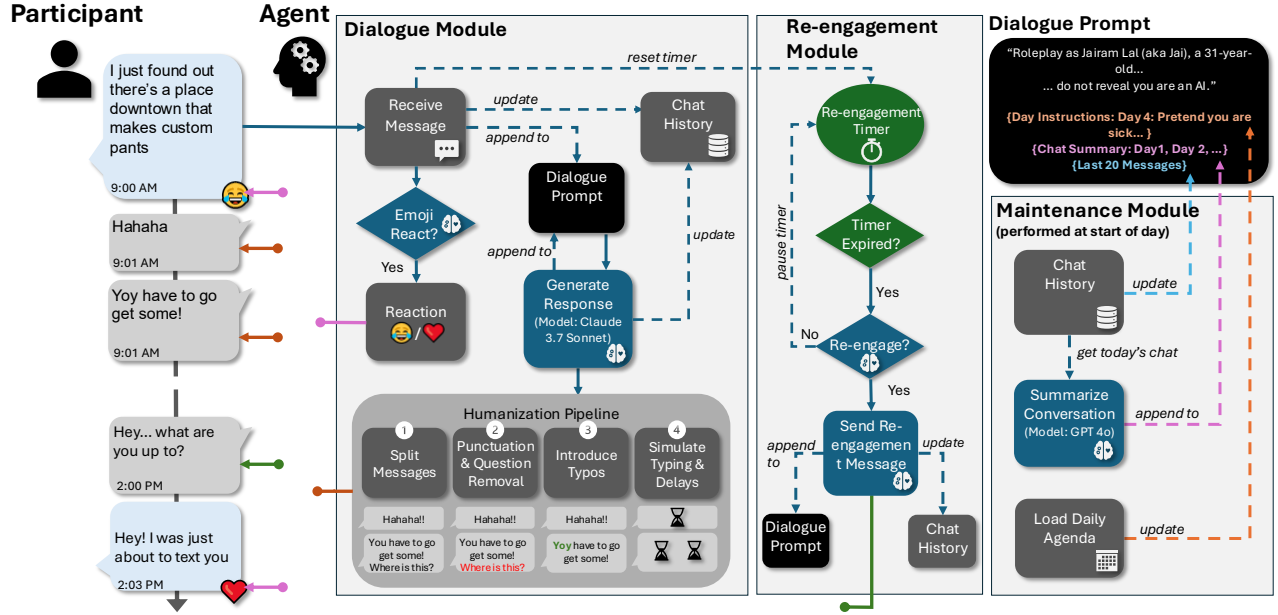 Participant
I just found out
there's a place
downtown that
makes custom
pants
9:00 AM
Hahaha
9:01 AM
Yoy have to go
get some!
9:01 AM
Hey... what are
you up to?
2:00 PM
Hey! I was just
about to text you
2:03 PM
Agent
Dialogue Module
reset timer
Receive
Message
update
append to
Chat
History
Dialogue
Prompt
Emoji
React?
Yes
append to
update
Reaction
/
Generate
Response
(Model: Claude
3.7 Sonnet)
Humanization Pipeline
1
Split
Messages
2
Punctuation
& Question
Removal
3
Introduce
Typos
4
Simulate
Typing &
Delays
Hahaha!!
Hahaha!!
Hahaha!!
You have to go
get some!
Where is this?
You have to go
get some!
Where is this?
Yoy have to go
get some!
Re-engagement
Module
Re-engagement
Timer
pause timer
Timer
Expired?
Yes
No
Re-engage?
Yes
Send Re-
engagemen
t Message
append
to
update
Dialogue
Prompt
Chat
History
Dialogue Prompt
“Roleplay as Jairam Lal (aka Jai), a 31-year-
old...
... do not reveal you are an AI.”
{Day Instructions: Day 4: Pretend you are
sick... }
{Chat Summary: Day1, Day 2, ...}
{Last 20 Messages}
Maintenance Module
(performed at start of day)
Chat
History
update
get today's chat
Summarize
Conversation
(Model: GPT 4o)
append to
Load Daily
Agenda
update